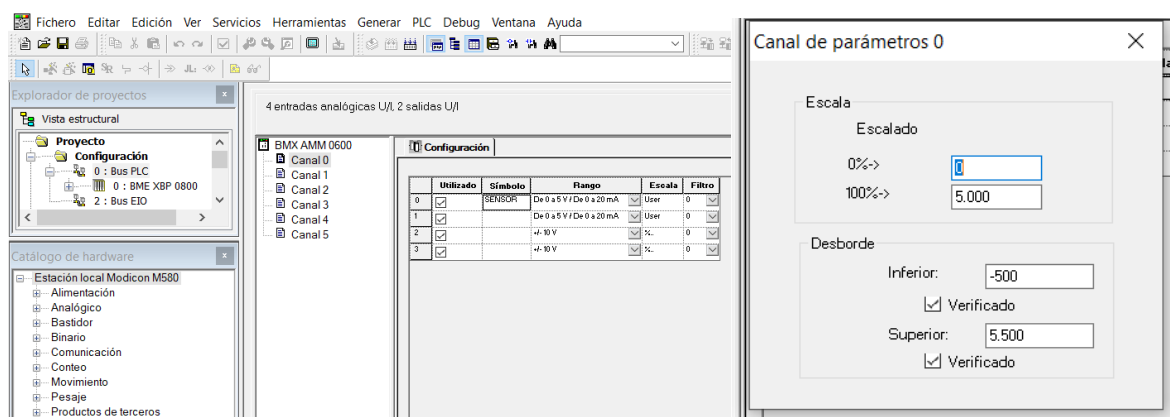 Fichero Editar Edición Ver Servicios Herramientas Generar PLC Debug Ventana Ayuda
Explorador de proyectos
Vista estructural
Proyecto
Configuración
0 : Bus PLC
0 : BME XBP 0800
2 : Bus EIO
Catálogo de hardware
Estación local Modicon M580
Alimentación
Analógico
Bastidor
Binario
Comunicación
Conteo
Movimiento
Pesaje
Productos de terceros
4 entradas analógicas U/I, 2 salidas U/I
BMX AMM 0600
Canal 0
Canal 1
Canal 2
Canal 3
Canal 4
Canal 5
Configuración
Utilizado Símbolo Rango Escala Filtro
0 SENSOR De 0 a 5 V / De 0 a 20 mA User 0
1 De 0 a 5 V / De 0 a 20 mA User 0
2 +/- 10 V %.. 0
3 +/- 10 V %.. 0
Canal de parámetros 0
Escala
Escalado
0%-> 0
100%-> 5.000
Desborde
Inferior: -500
Verificado
Superior: 5.500
Verificado